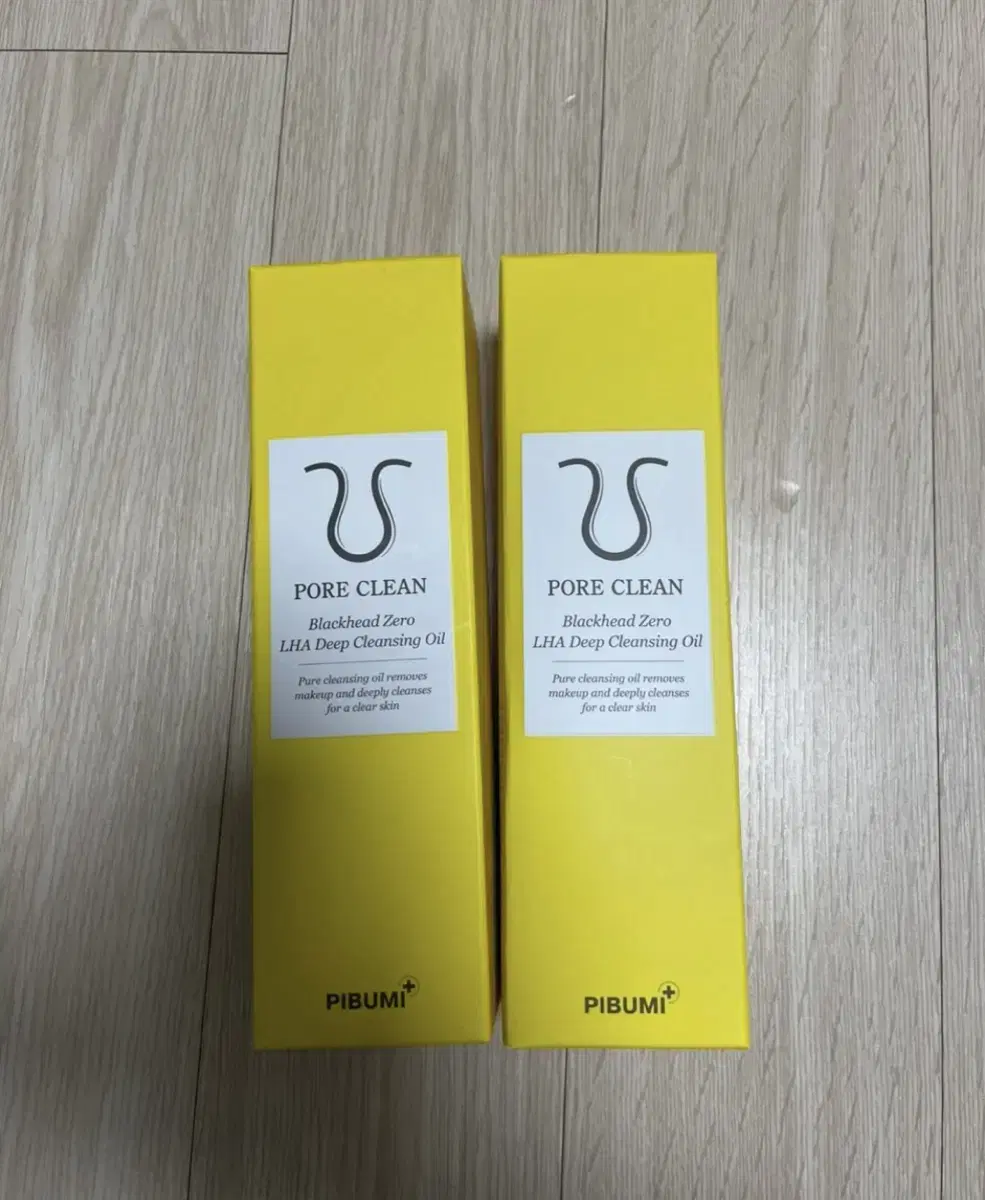 PORE CLEAN
Blackhead Zero
LHA Deep Cleansing Oil
Pure cleansing oil removes
makeup and deeply cleanses
for a clear skin
PIBUMI+
PORE CLEAN
Blackhead Zero
LHA Deep Cleansing Oil
Pure cleansing oil removes
makeup and deeply cleanses
for a clear skin
PIBUMI+